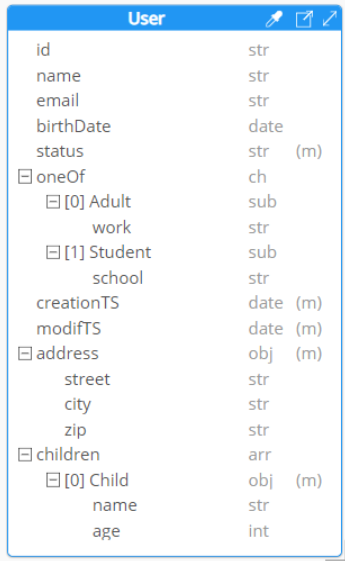 User
id str
name str
email str
birthDate date
status str (m)
oneOf ch
[0] Adult sub
work str
[1] Student sub
school str
creationTS date (m)
modifTS date (m)
address obj (m)
street str
city str
zip str
children arr
[0] Child obj (m)
name str
age int